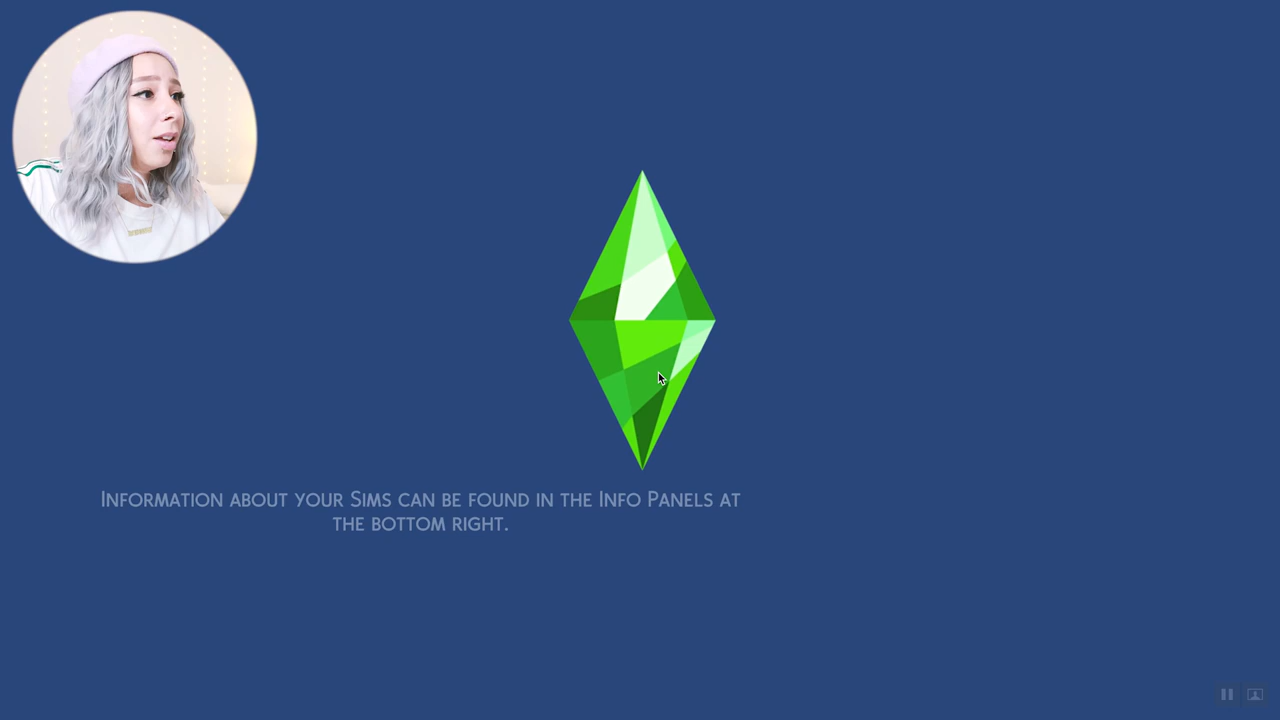 Information about your Sims can be found in the Info Panels at
the bottom right.